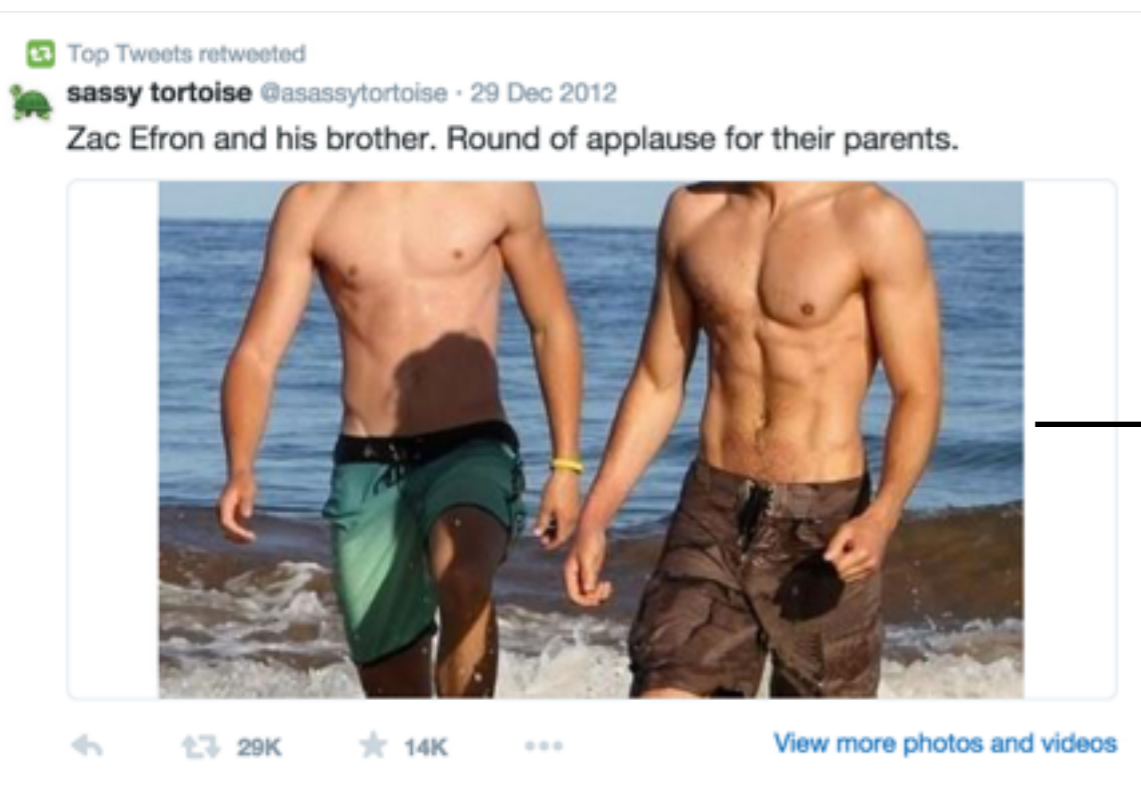 Top Tweets retweeted
sassy tortoise @asassytortoise · 29 Dec 2012
Zac Efron and his brother. Round of applause for their parents.
29K 14K ••• View more photos and videos